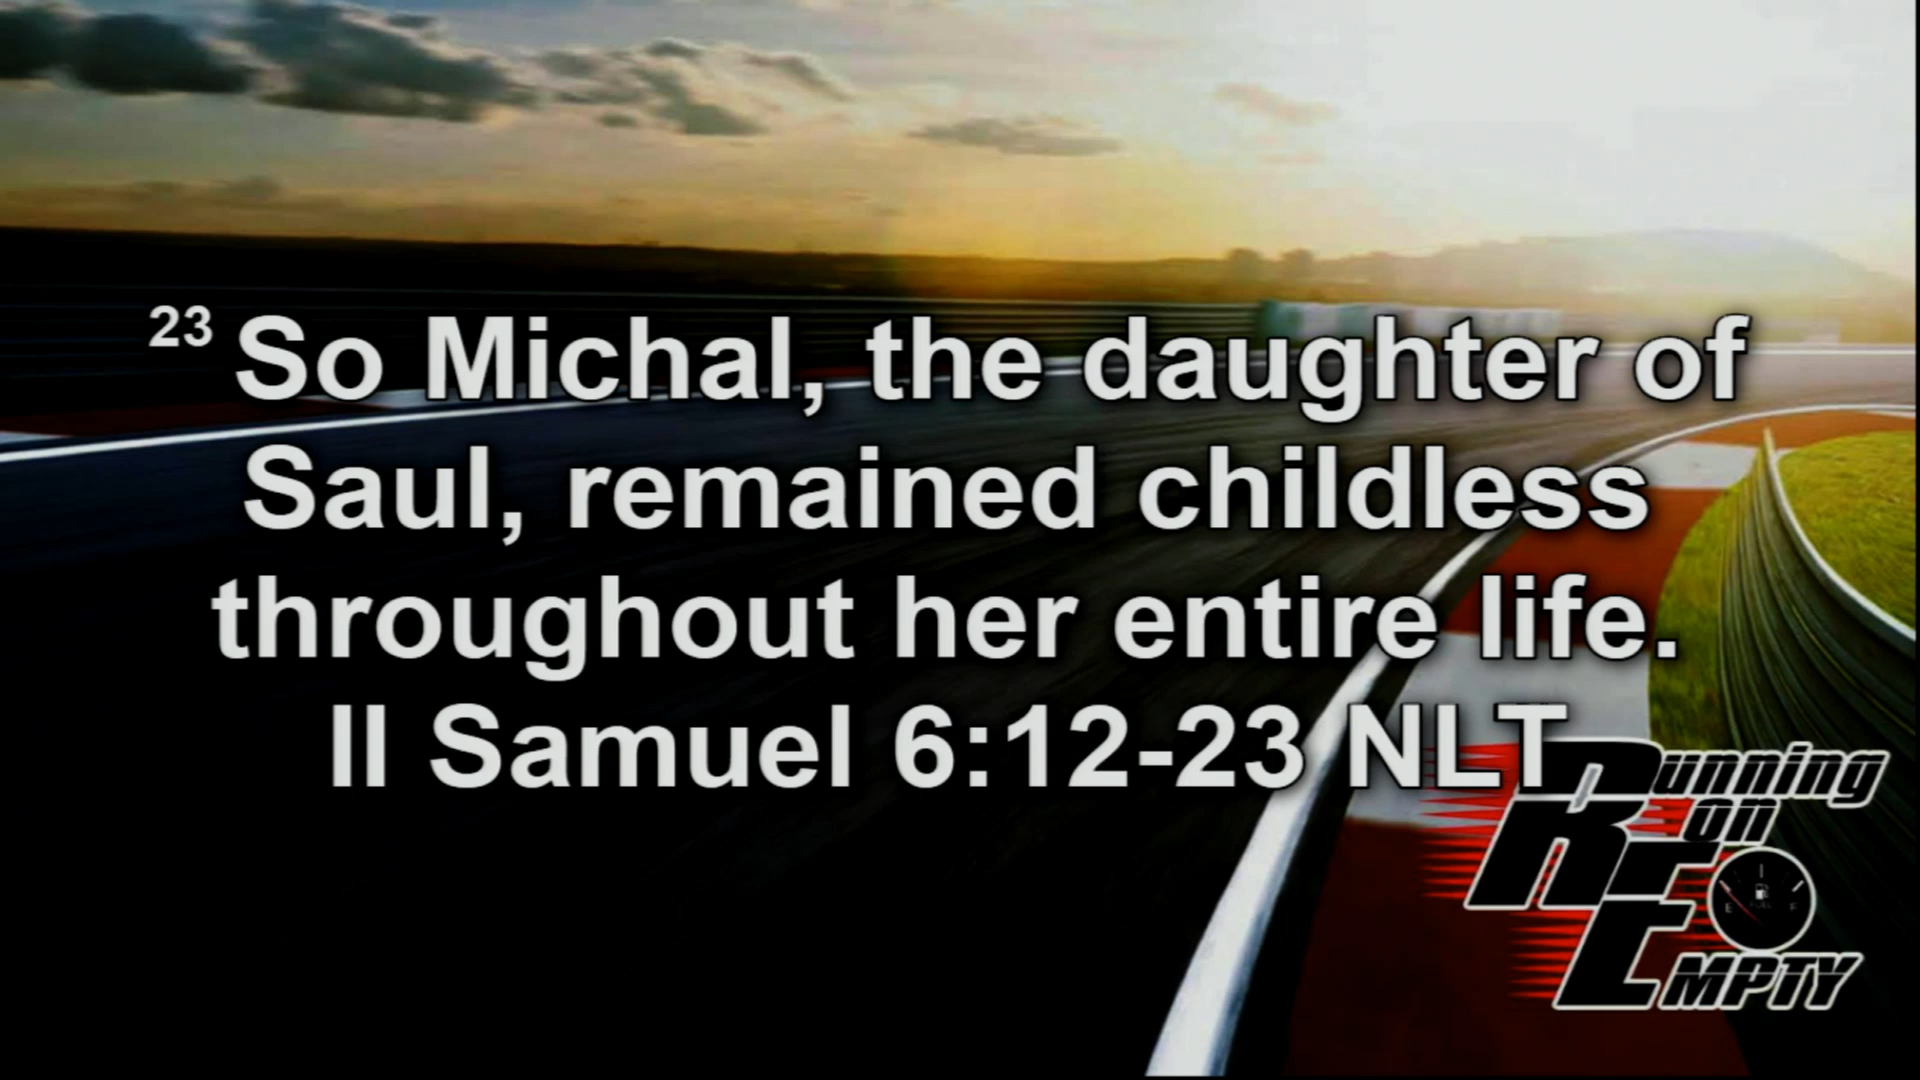 23 So Michal, the daughter of
Saul, remained childless
throughout her entire life.
II Samuel 6:12-23 NLT
Running
on
Empty
E FUEL F